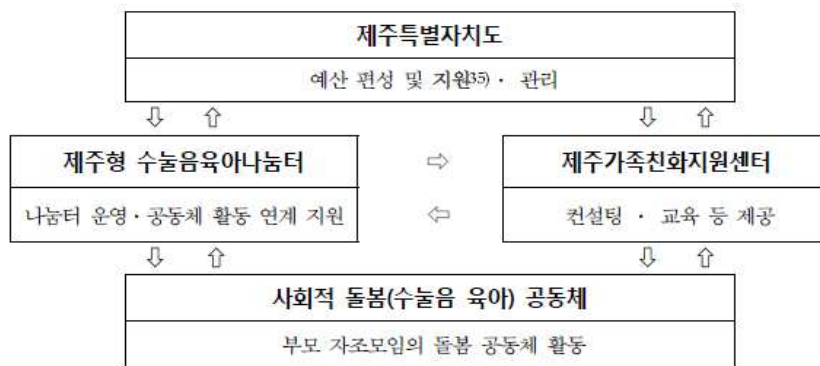 제주특별자치도
예산 편성 및 지원35)· 관리
⇩ ⇧ ⇩ ⇧
제주형 수눌음육아나눔터 ⇨ 제주가족친화지원센터
나눔터 운영·공동체 활동 연계 지원 ⇦ 컨설팅 · 교육 등 제공
⇩ ⇧ ⇩ ⇧
사회적 돌봄(수눌음 육아) 공동체
부모 자조모임의 돌봄 공동체 활동